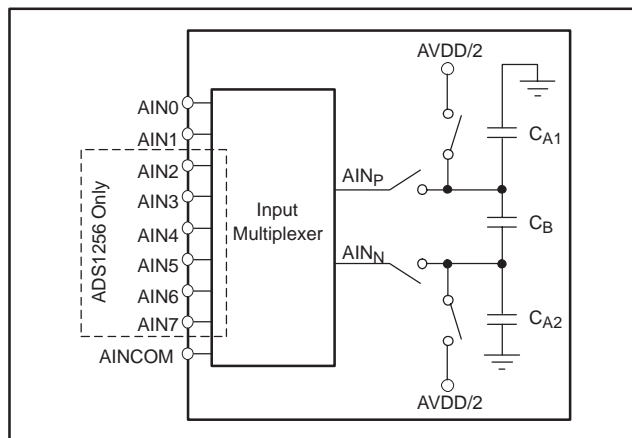 AVDD/2
AIN0
AIN1
AIN2
AIN3
AIN4
AIN5
AIN6
AIN7
AINCOM
ADS1256 Only
Input
Multiplexer
AINP
AINN
CA1
CB
CA2
AVDD/2